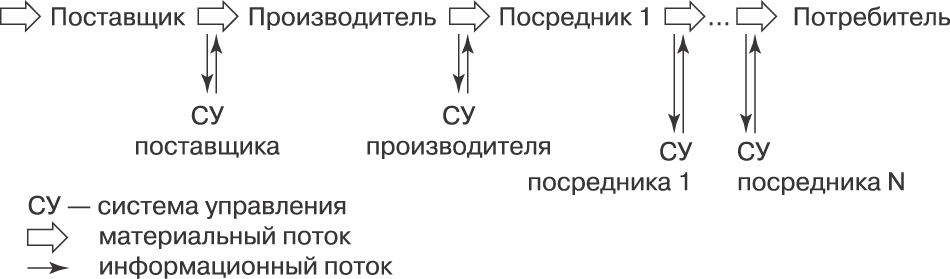 Поставщик Производитель Посредник 1 ... Потребитель
СУ поставщика
СУ производителя
СУ посредника 1
СУ посредника N
СУ — система управления
материальный поток
информационный поток